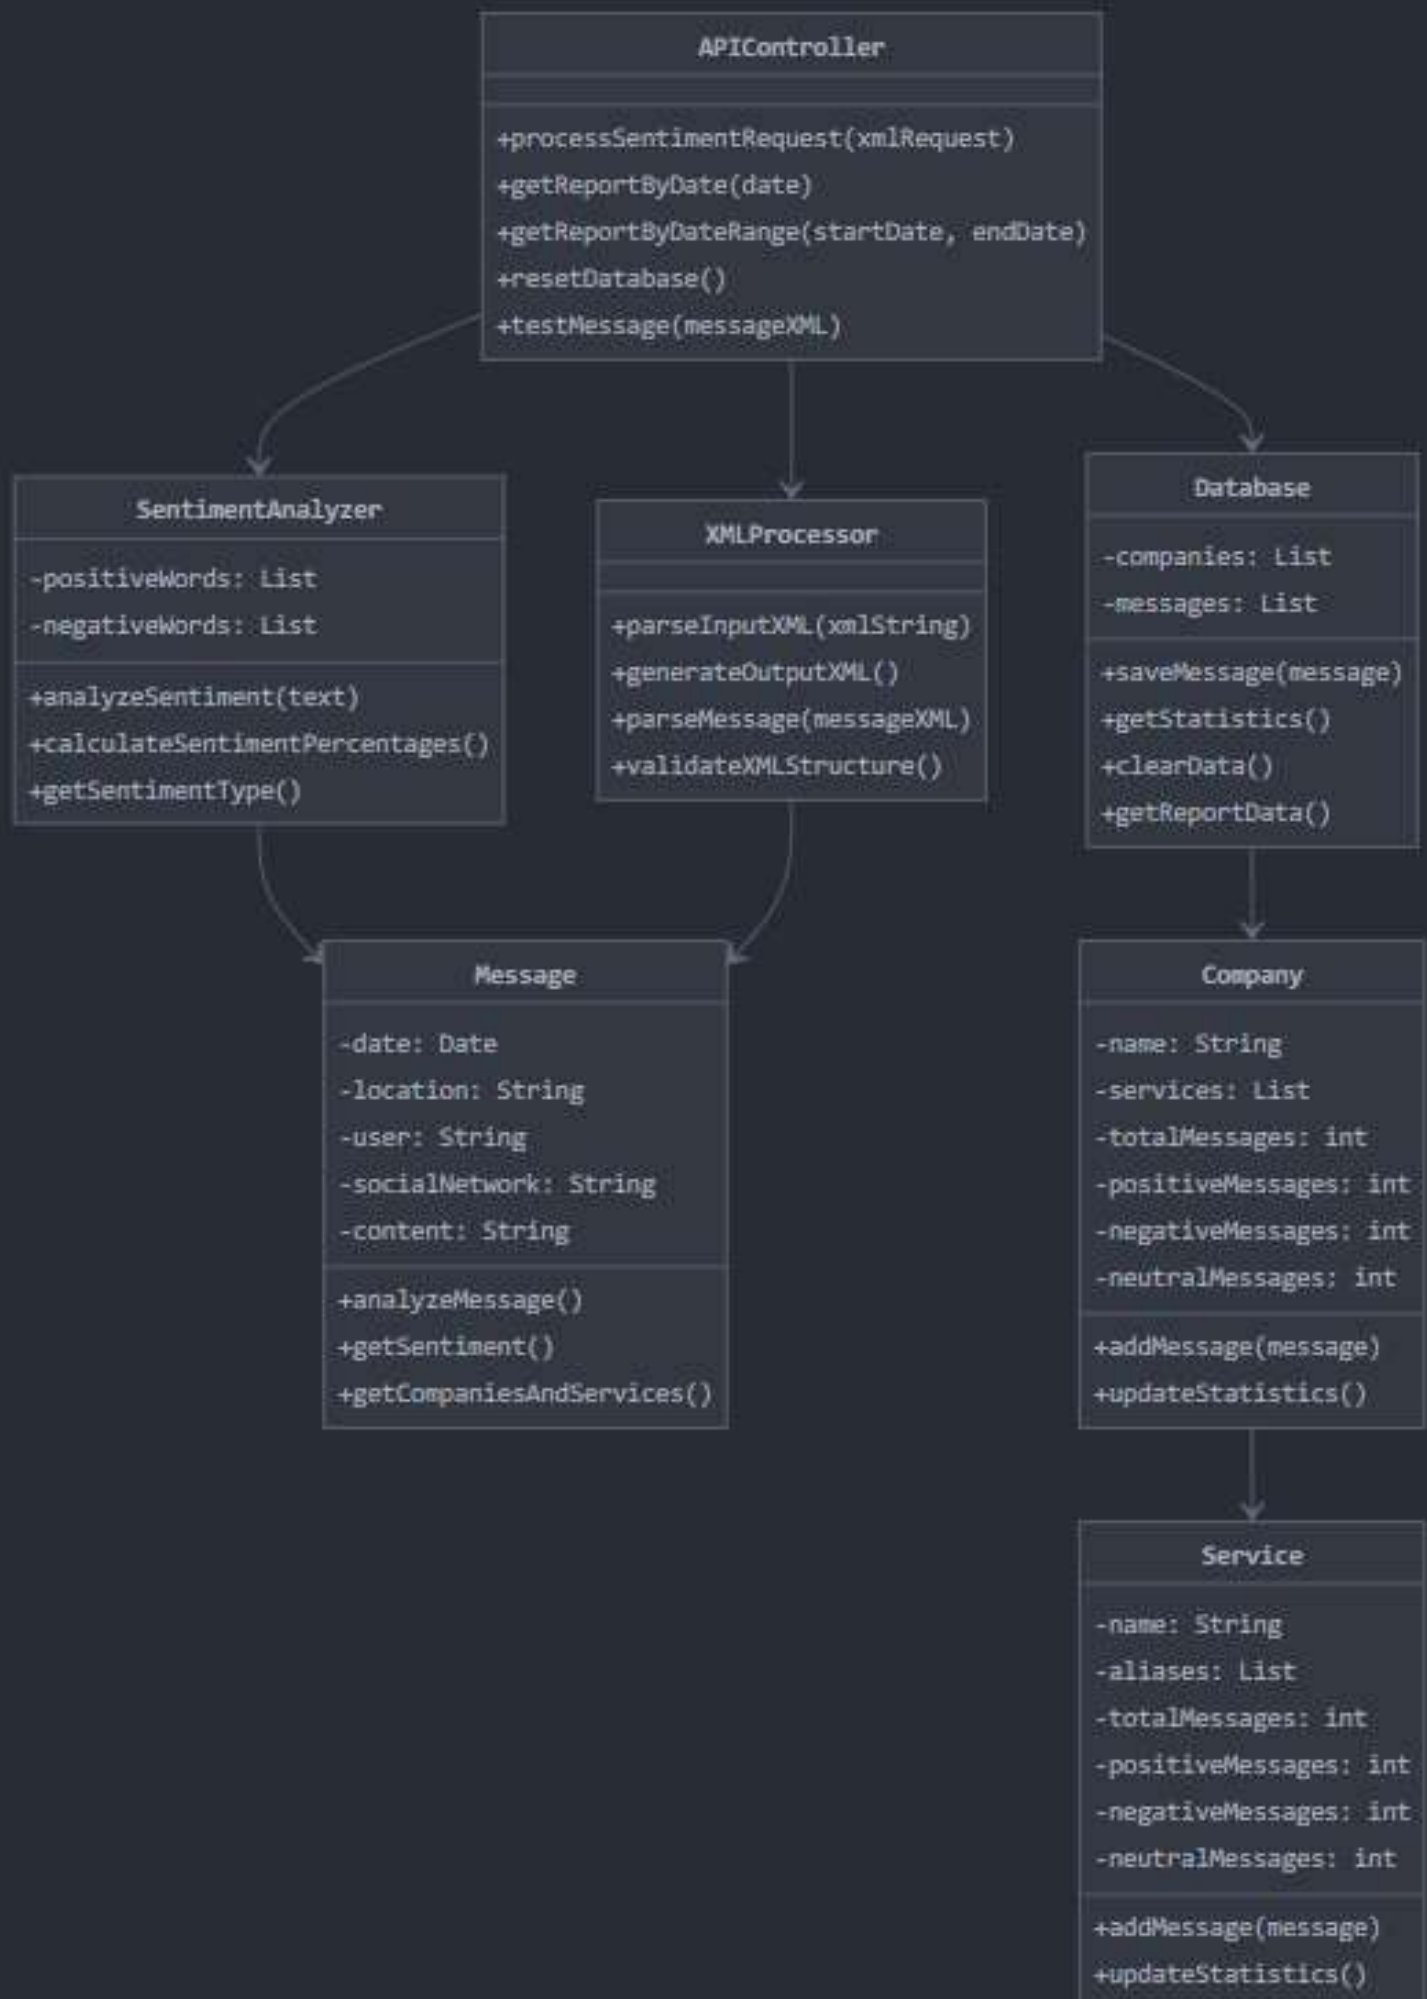 APIController
+processSentimentRequest(xmlRequest)
+getReportByDate(date)
+getReportByDateRange(startDate, endDate)
+resetDatabase()
+testMessage(messageXML)
SentimentAnalyzer
-positiveWords: List
-negativeWords: List
+analyzeSentiment(text)
+calculateSentimentPercentages()
+getSentimentType()
XMLProcessor
+parseInputXML(xmlString)
+generateOutputXML()
+parseMessage(messageXML)
+validateXMLStructure()
Database
-companies: List
-messages: List
+saveMessage(message)
+getStatistics()
+clearData()
+getReportData()
Message
-date: Date
-location: String
-user: String
-socialNetwork: String
-content: String
+analyzeMessage()
+getSentiment()
+getCompaniesAndServices()
Company
-name: String
-services: List
-totalMessages: int
-positiveMessages: int
-negativeMessages: int
-neutralMessages: int
+addMessage(message)
+updateStatistics()
Service
-name: String
-aliases: List
-totalMessages: int
-positiveMessages: int
-negativeMessages: int
-neutralMessages: int
+addMessage(message)
+updateStatistics()